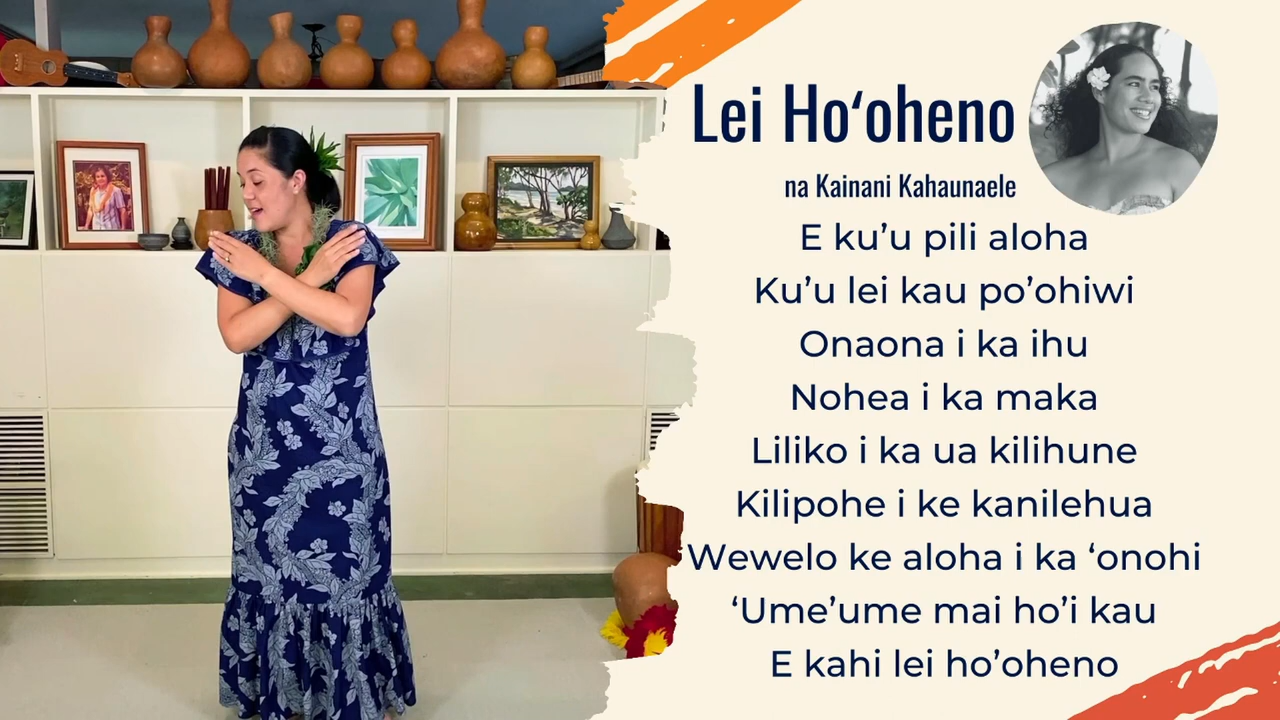 Lei Hoʻoheno
na Kainani Kahaunaele
E ku’u pili aloha
Ku’u lei kau po’ohiwi
Onaona i ka ihu
Nohea i ka maka
Liliko i ka ua kilihune
Kilipohe i ke kanilehua
Wewelo ke aloha i ka ‘onohi
‘Ume’ume mai ho’i kau
E kahi lei ho’oheno